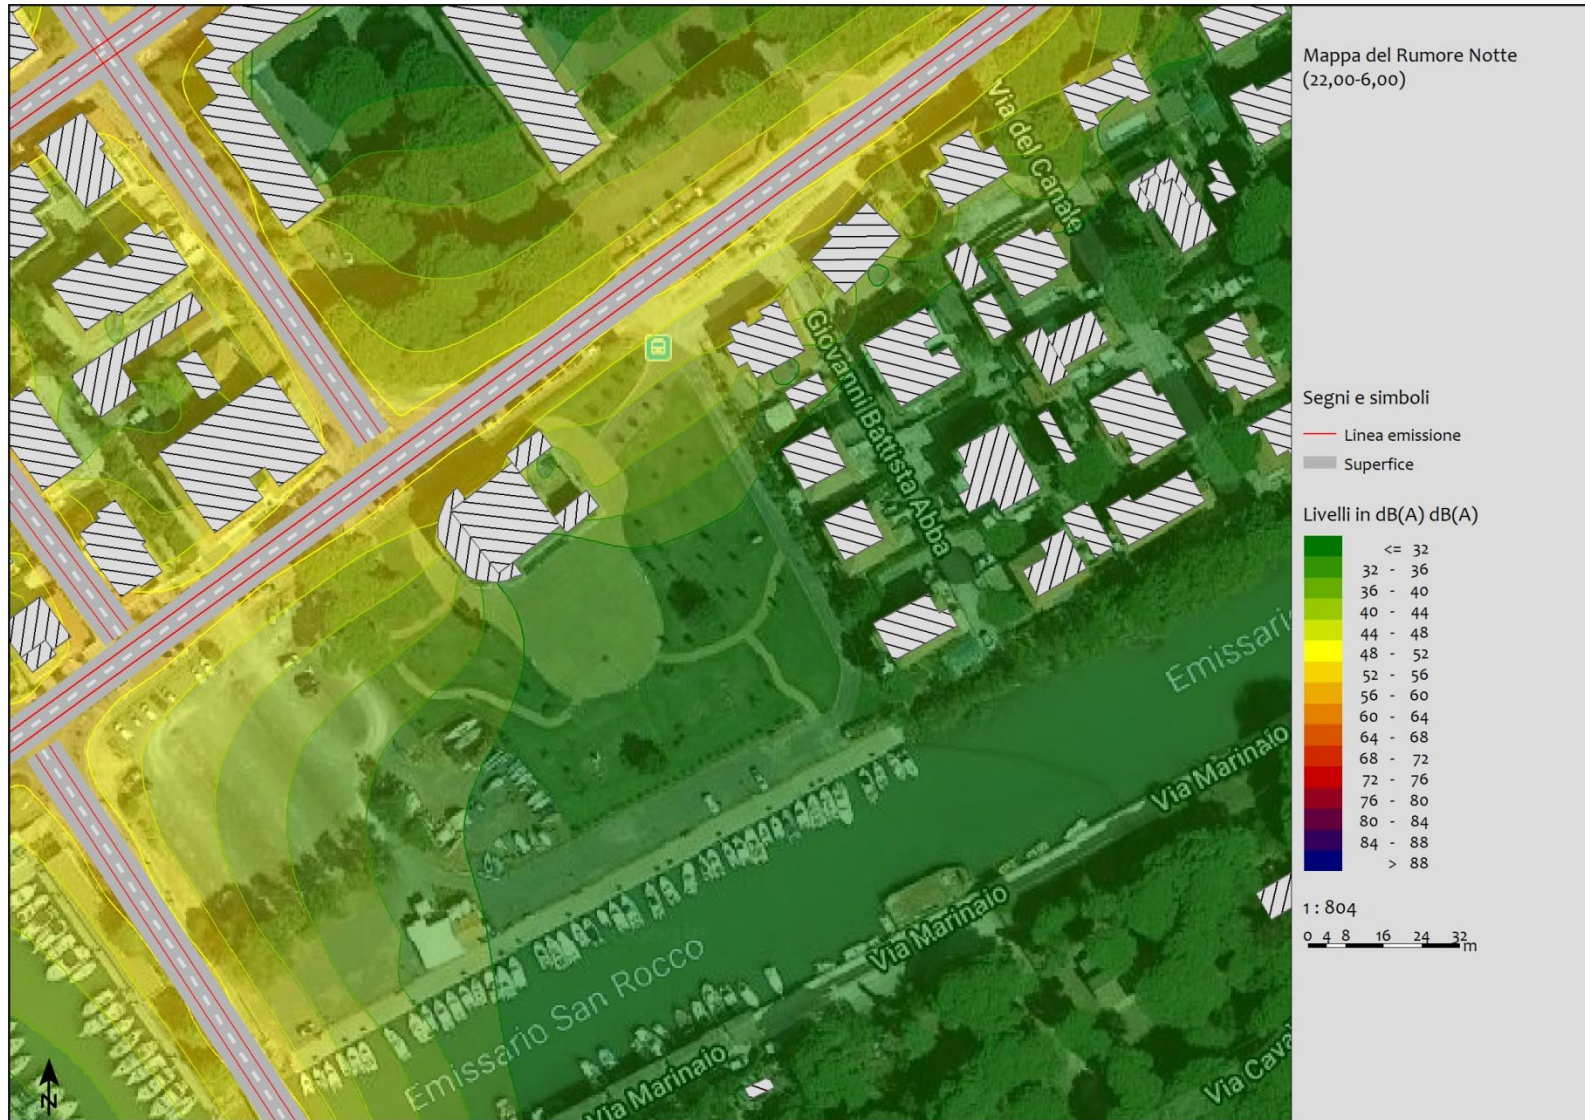 Mappa del Rumore Notte
(22,00-6,00)
Via del Canale
Giovanni Battista Abba
Emissario
Via Marinaio
Via Marinaio
Emissario San Rocco
Via Marinaio
N
Segni e simboli
Linea emissione
Superfice
Livelli in dB(A) dB(A)
<= 32
32 - 36
36 - 40
40 - 44
44 - 48
48 - 52
52 - 56
56 - 60
60 - 64
64 - 68
68 - 72
72 - 76
76 - 80
80 - 84
84 - 88
> 88
1 : 804
0 4 8 16 24 32
m